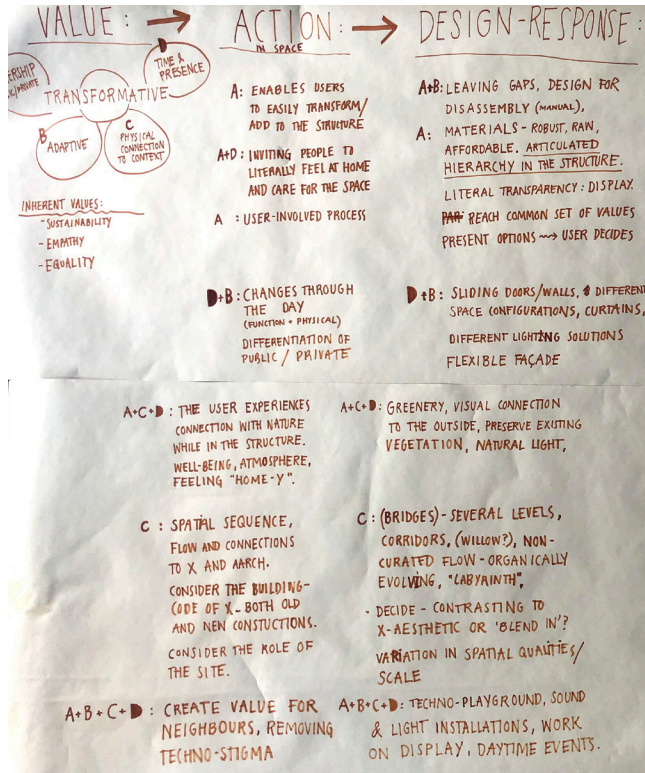 VALUE: → ACTION: → DESIGN-RESPONSE:
IN SPACE
D
TIME & PRESENCE
TRANSFORMATIVE
B
ADAPTIVE
C
PHYSICAL
CONNECTION
TO CONTEXT
INHERENT VALUES:
- SUSTAINABILITY
- EMPATHY
- EQUALITY
A: ENABLES USERS
TO EASILY TRANSFORM/
ADD TO THE STRUCTURE
A+D: INVITING PEOPLE TO
LITERALLY FEEL AT HOME
AND CARE FOR THE SPACE
A : USER-INVOLVED PROCESS
D+B: CHANGES THROUGH
THE DAY
(FUNCTION + PHYSICAL)
DIFFERENTIATION OF
PUBLIC / PRIVATE
A+B: LEAVING GAPS, DESIGN FOR
DISASSEMBLY (MANUAL),
A: MATERIALS - ROBUST, RAW,
AFFORDABLE. ARTICULATED
HIERARCHY IN THE STRUCTURE.
LITERAL TRANSPARENCY: DISPLAY.
REACH COMMON SET OF VALUES
PRESENT OPTIONS ⇝ USER DECIDES
D+B: SLIDING DOORS/WALLS, DIFFERENT
SPACE CONFIGURATIONS, CURTAINS,
DIFFERENT LIGHTING SOLUTIONS
FLEXIBLE FAÇADE
A+C+D: THE USER EXPERIENCES
CONNECTION WITH NATURE
WHILE IN THE STRUCTURE.
WELL-BEING, ATMOSPHERE,
FEELING "HOME-Y".
A+C+D: GREENERY, VISUAL CONNECTION
TO THE OUTSIDE, PRESERVE EXISTING
VEGETATION, NATURAL LIGHT,
C : SPATIAL SEQUENCE,
FLOW AND CONNECTIONS
TO X AND AARCH.
CONSIDER THE BUILDING-
CODE OF X - BOTH OLD
AND NEW CONSTUCTIONS.
CONSIDER THE ROLE OF
THE SITE.
C : (BRIDGES) - SEVERAL LEVELS,
CORRIDORS, (WILLOW?), NON-
CURATED FLOW - ORGANICALLY
EVOLVING, "LABYRINTH",
- DECIDE - CONTRASTING TO
X-AESTHETIC OR 'BLEND IN'?
VARIATION IN SPATIAL QUALITIES/
SCALE
A+B+C+D: CREATE VALUE FOR
NEIGHBOURS, REMOVING
TECHNO-STIGMA
A+B+C+D: TECHNO-PLAYGROUND, SOUND
& LIGHT INSTALLATIONS, WORK
ON DISPLAY, DAYTIME EVENTS.